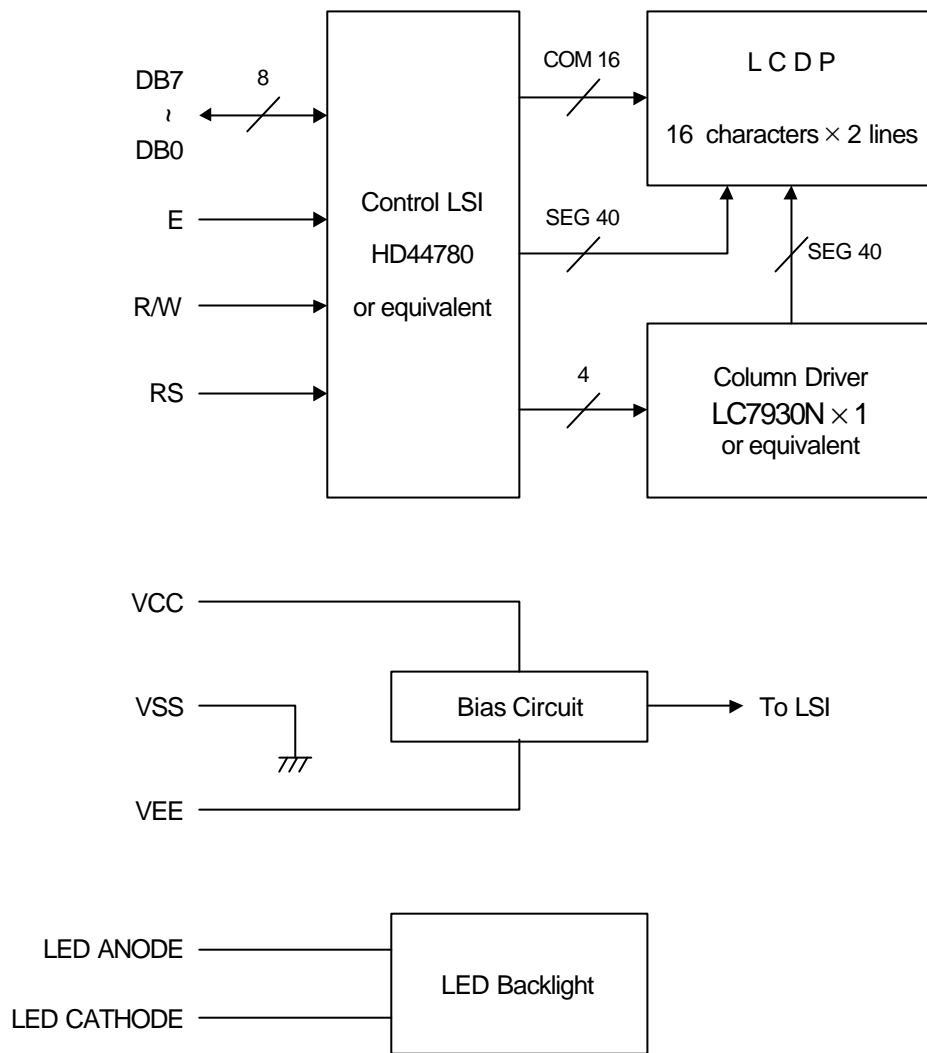 DB7
~
DB0
8
E
R/W
RS
Control LSI
HD44780
or equivalent
COM 16
SEG 40
4
L C D P
16 characters × 2 lines
SEG 40
Column Driver
LC7930N × 1
or equivalent
VCC
VSS
VEE
Bias Circuit
To LSI
LED ANODE
LED CATHODE
LED Backlight